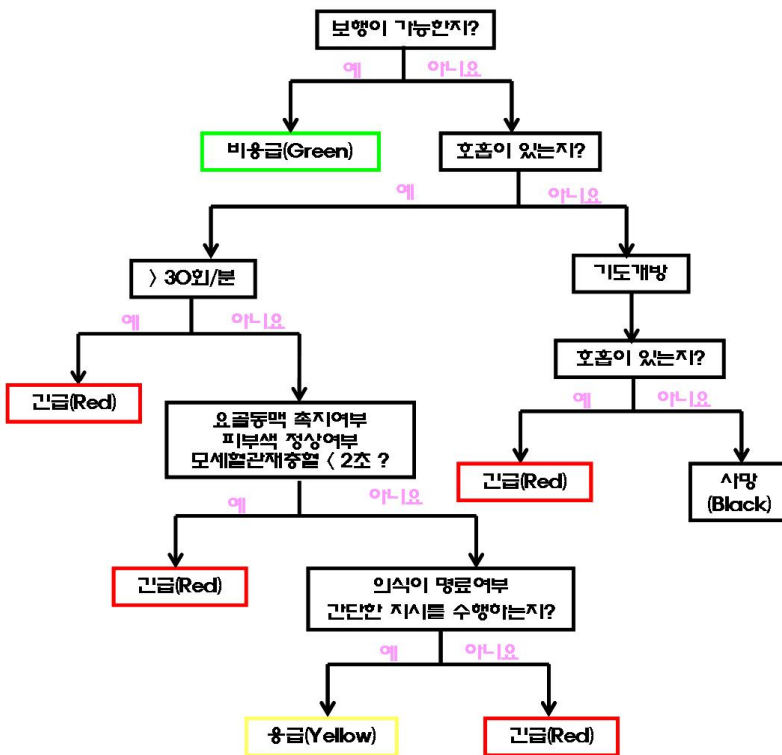 보행이 가능한지?
예
아니요
비응급(Green)
호흡이 있는지?
예
아니요
> 30회/분
기도개방
예
아니요
호흡이 있는지?
긴급(Red)
예
아니요
요골동맥 촉지여부
피부색 정상여부
모세혈관재충혈 < 2초 ?
긴급(Red)
사망
(Black)
예
아니요
긴급(Red)
의식이 명료여부
간단한 지시를 수행하는지?
예
아니요
응급(Yellow)
긴급(Red)